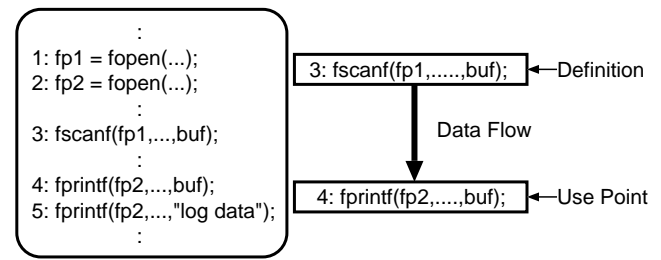 :
1: fp1 = fopen(...);
2: fp2 = fopen(...);
:
3: fscanf(fp1,...,buf);
:
4: fprintf(fp2,...,buf);
5: fprintf(fp2,...,"log data");
:
3: fscanf(fp1,.....,buf);
Definition
Data Flow
4: fprintf(fp2,....,buf);
Use Point